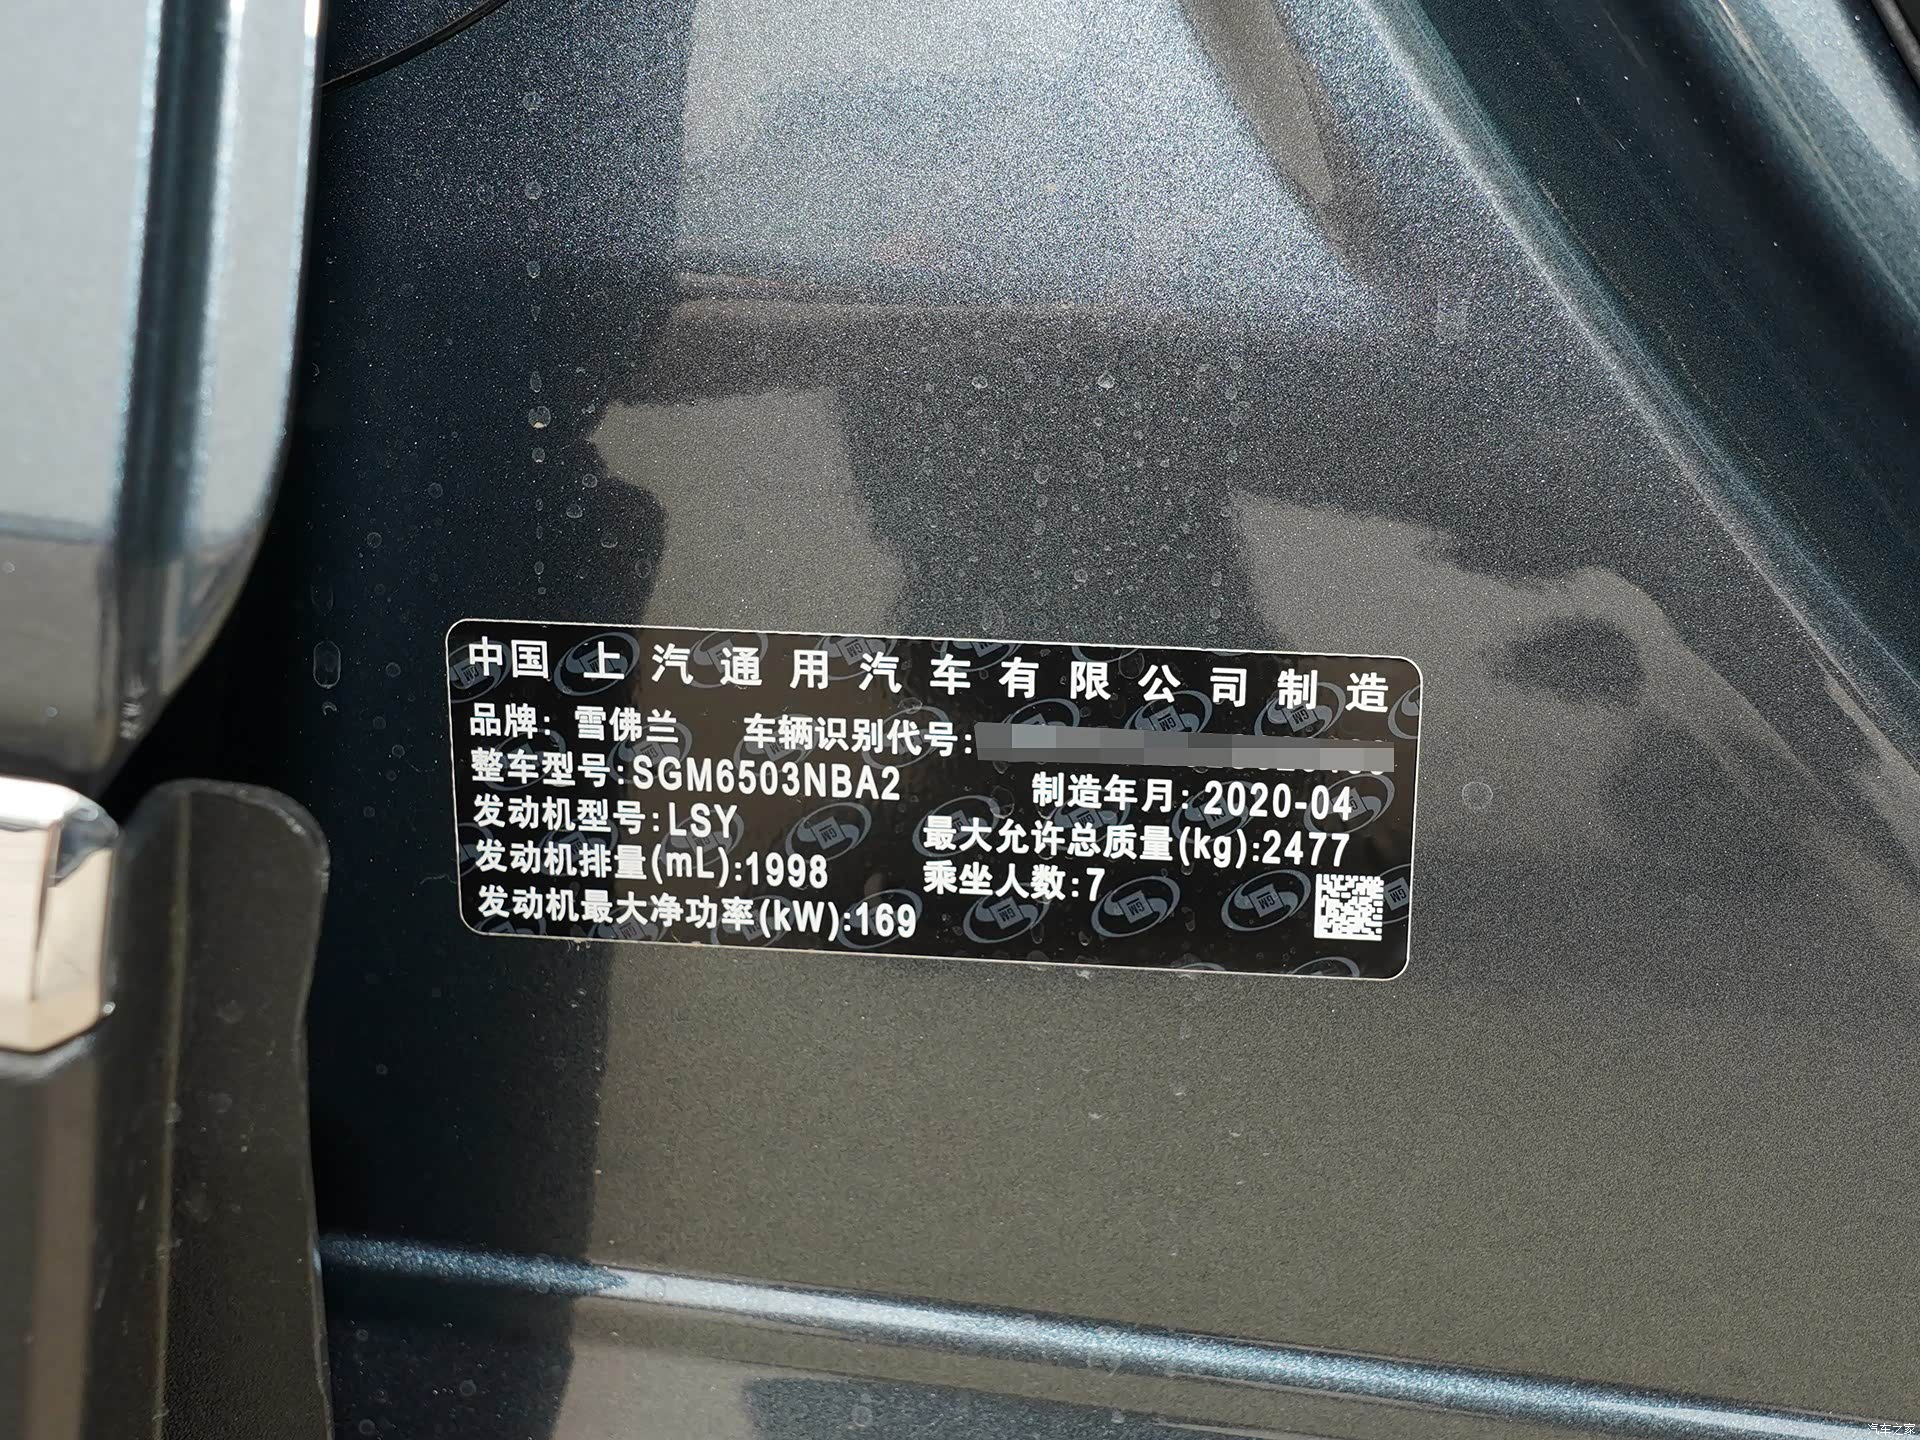 中国上汽通用汽车有限公司制造
品牌: 雪佛兰 车辆识别代号:
整车型号:SGM6503NBA2 制造年月: 2020-04
发动机型号:LSY 最大允许总质量(kg):2477
发动机排量(mL):1998 乘坐人数:7
发动机最大净功率(kW):169
汽车之家